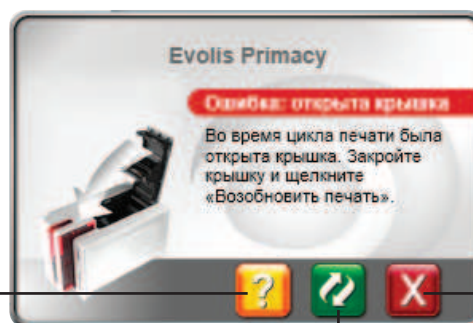 Evolis Primacy
Ошибка: открыта крышка
Во время цикла печати была
открыта крышка. Закройте
крышку и щелкните
«Возобновить печать».
?
X